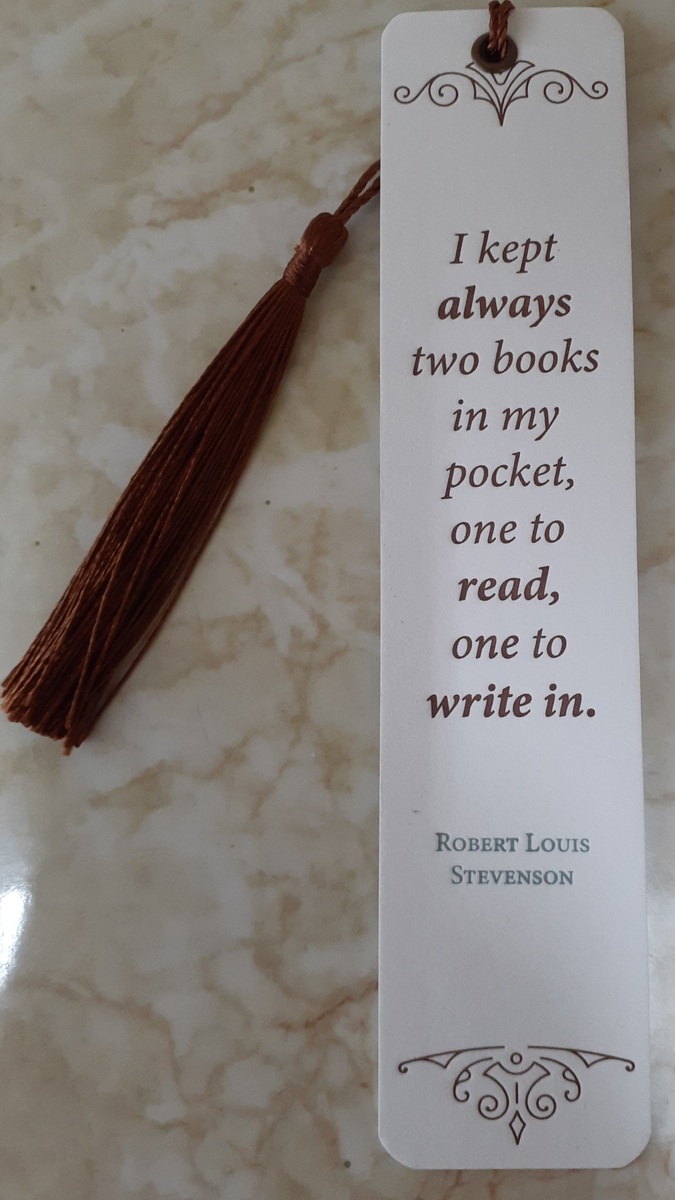 I kept
always
two books
in my
pocket,
one to
read,
one to
write in.
ROBERT LOUIS
STEVENSON